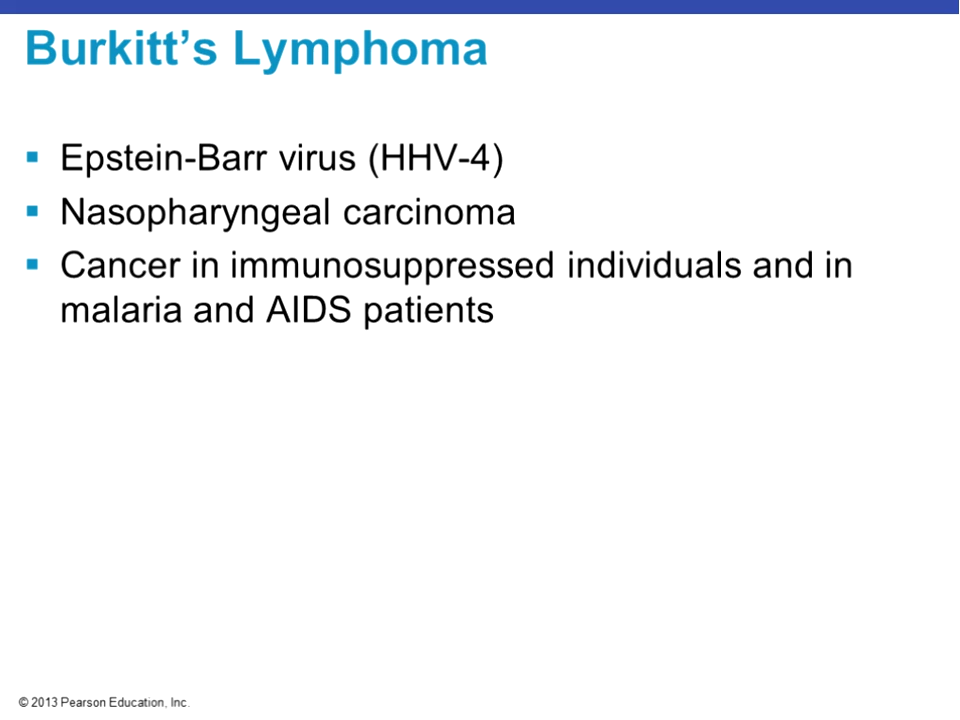 Burkitt’s Lymphoma
▪ Epstein-Barr virus (HHV-4)
▪ Nasopharyngeal carcinoma
▪ Cancer in immunosuppressed individuals and in
malaria and AIDS patients
© 2013 Pearson Education, Inc.